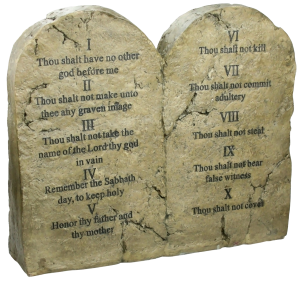 I
Thou shalt have no other
god before me
II
Thou shalt not make unto
thee any graven image
III
Thou shalt not take the
name of the Lord thy god
in vain
IV
Remember the Sabbath
day, to keep holy
V
Honor thy father and
thy mother
VI
Thou shalt not kill
VII
Thou shalt not commit
adultery
VIII
Thou shalt not steal
IX
Thou shalt not bear
false witness
X
Thou shalt not covet